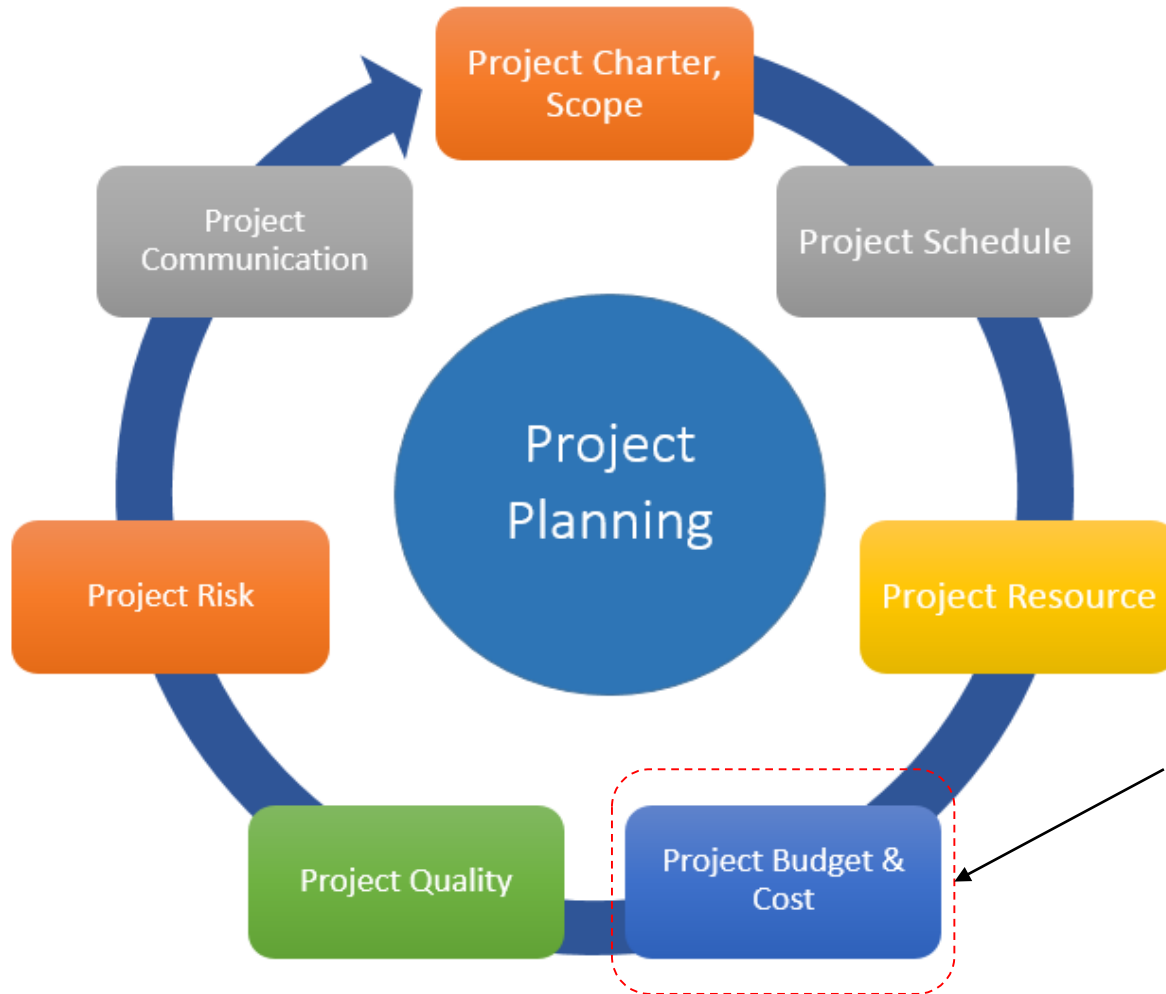 Project Charter,
Scope
Project Schedule
Project Resource
Project Budget &
Cost
Project Quality
Project Risk
Project
Communication
Project
Planning